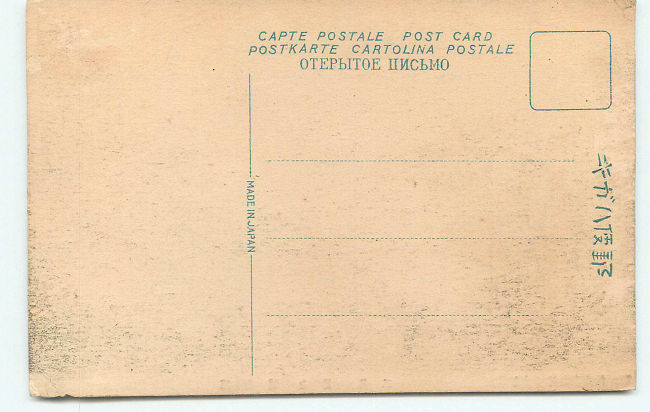 CAPTE POSTALE POST CARD
POSTKARTE CARTOLINA POSTALE
ОТЕРЫТОЕ ПИСЬМО
MADE IN JAPAN
キガハ便郵